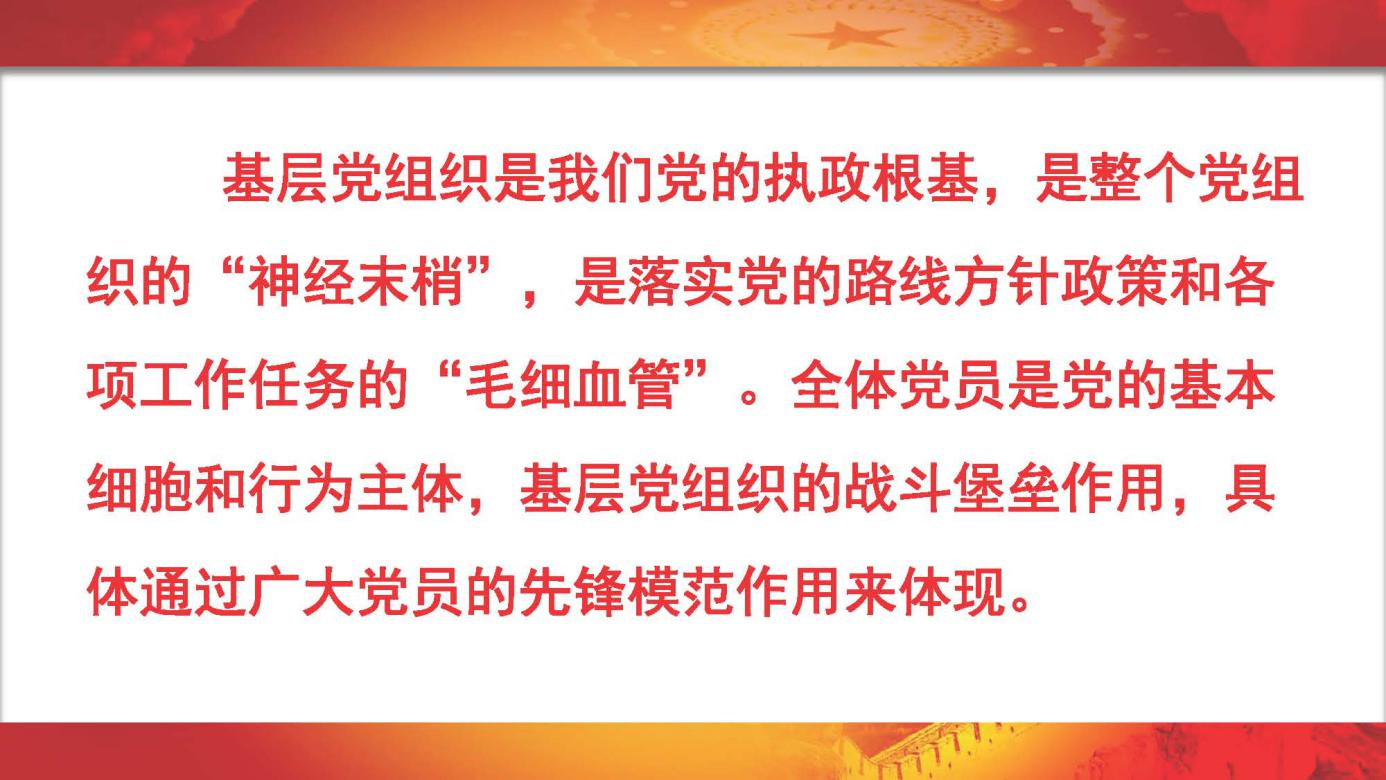 基层党组织是我们党的执政根基，是整个党组
织的“神经末梢”，是落实党的路线方针政策和各
项工作任务的“毛细血管”。全体党员是党的基本
细胞和行为主体，基层党组织的战斗堡垒作用，具
体通过广大党员的先锋模范作用来体现。